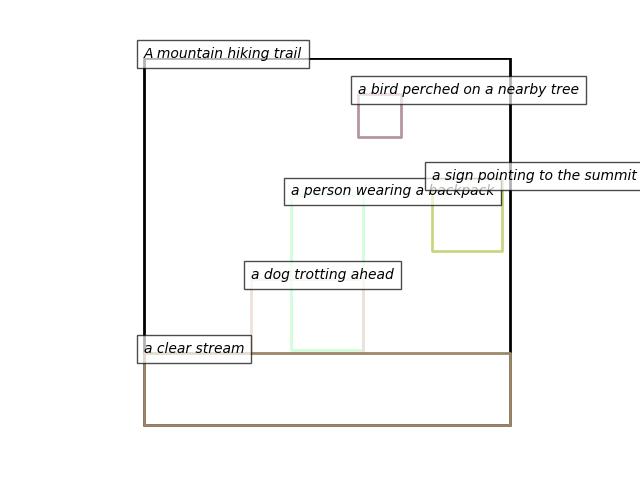 A mountain hiking trail
a bird perched on a nearby tree
a sign pointing to the summit
a person wearing a backpack
a dog trotting ahead
a clear stream